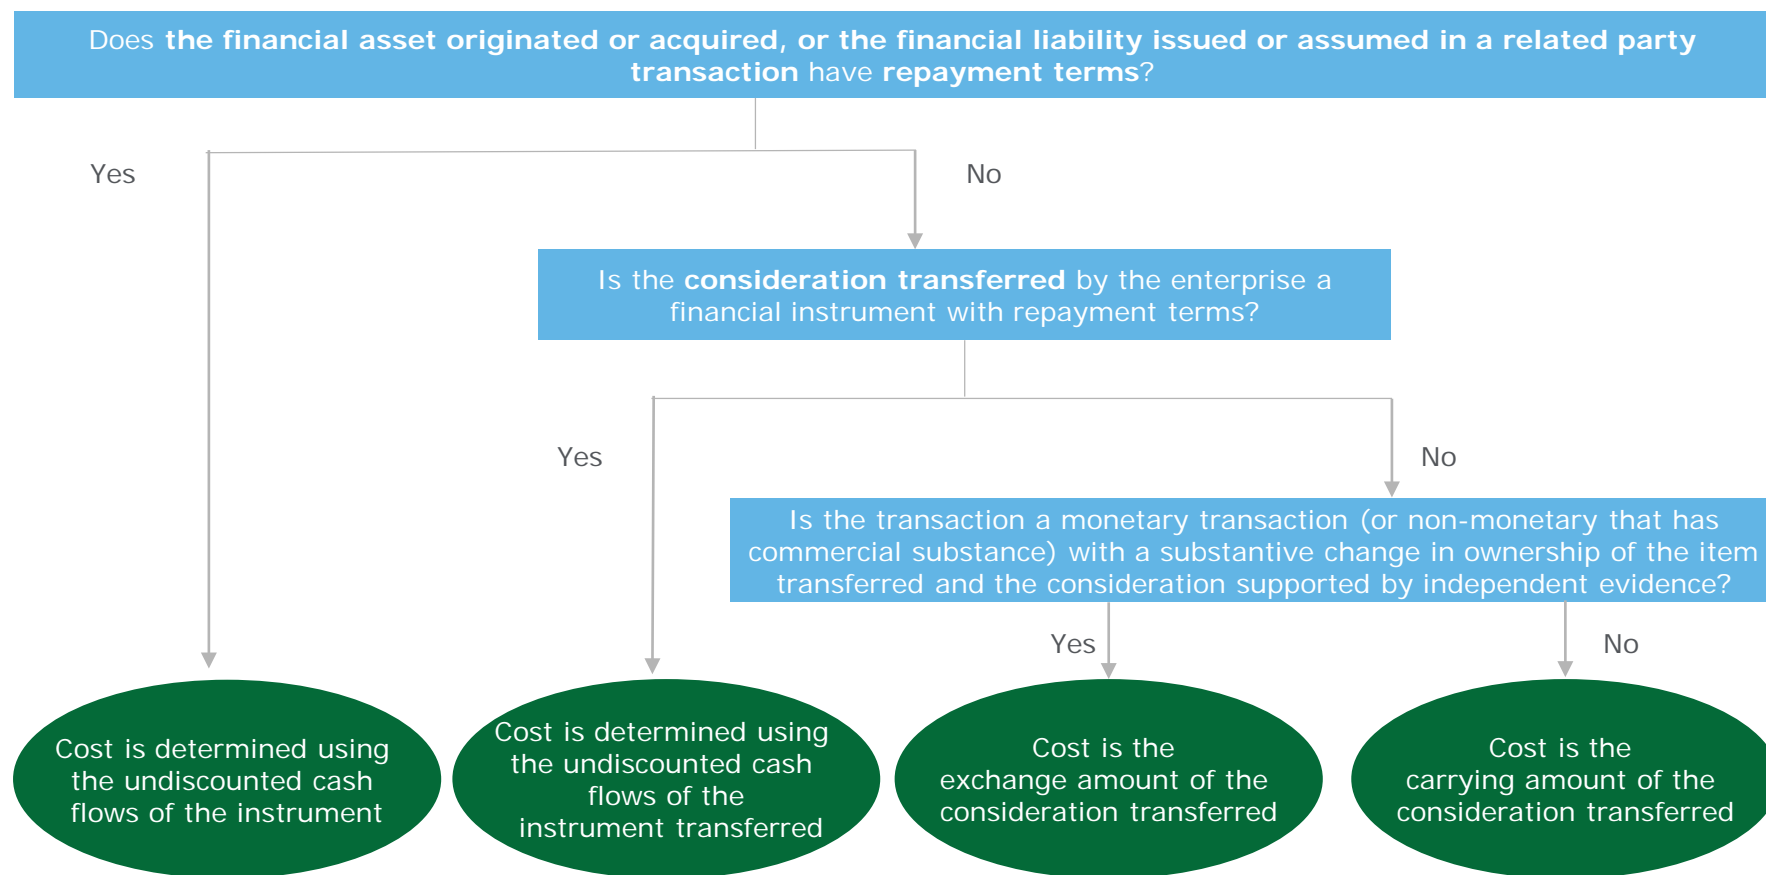 Does the financial asset originated or acquired, or the financial liability issued or assumed in a related party
transaction have repayment terms?
Yes
No
Is the consideration transferred by the enterprise a
financial instrument with repayment terms?
Yes
No
Is the transaction a monetary transaction (or non-monetary that has
commercial substance) with a substantive change in ownership of the item
transferred and the consideration supported by independent evidence?
Yes
No
Cost is determined using
the undiscounted cash
flows of the instrument
Cost is determined using
the undiscounted cash
flows of the
instrument transferred
Cost is the
exchange amount of the
consideration transferred
Cost is the
carrying amount of the
consideration transferred